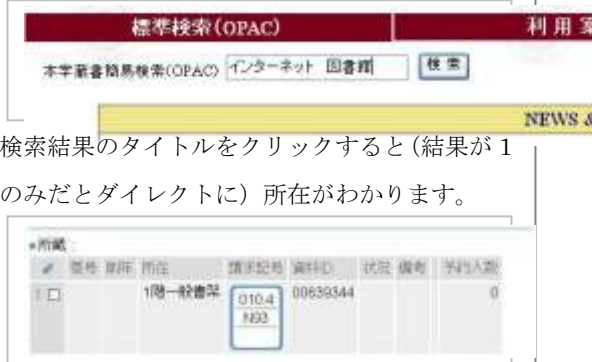 標準検索(OPAC)
利用案
本学蔵書簡易検索(OPAC) インターネット 図書館 検索
NEWS &
検索結果のタイトルをクリックすると(結果が1
のみだとダイレクトに)所在がわかります。
所蔵
巻号 年月 所在 請求記号 資料ID 状況 備考 予約人数
1 1階一般書架 010.4 00639344 0
N93